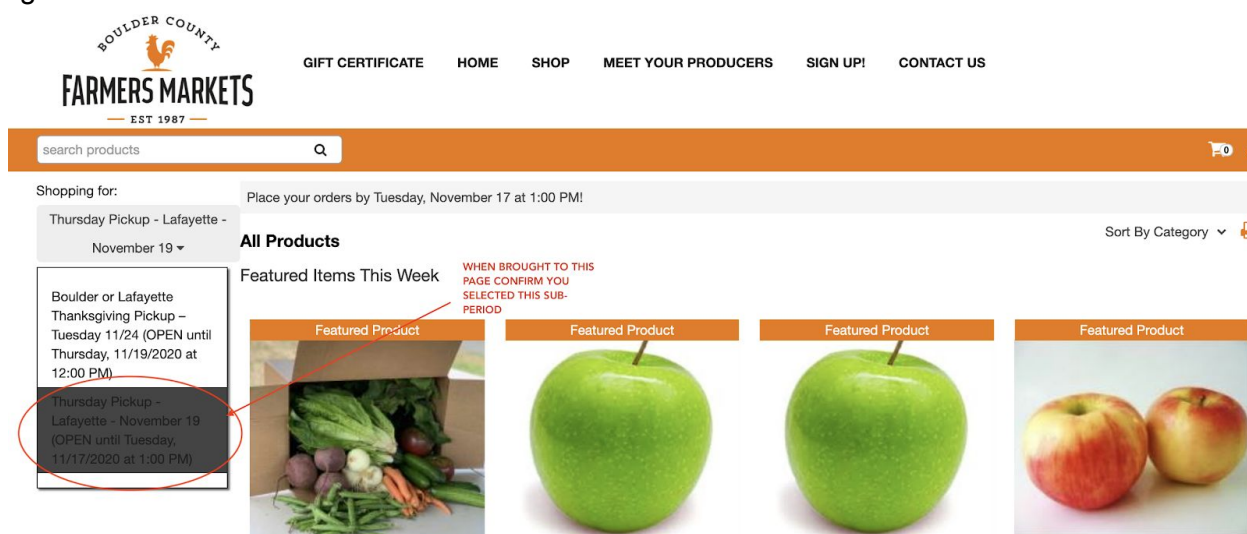 BOULDER COUNTY
FARMERS MARKETS
EST 1987
GIFT CERTIFICATE HOME SHOP MEET YOUR PRODUCERS SIGN UP! CONTACT US
search products
0
Shopping for:
Thursday Pickup - Lafayette -
November 19
Place your orders by Tuesday, November 17 at 1:00 PM!
Sort By Category
All Products
Featured Items This Week
WHEN BROUGHT TO THIS
PAGE CONFIRM YOU
SELECTED THIS SUB-
PERIOD
Boulder or Lafayette
Thanksgiving Pickup –
Tuesday 11/24 (OPEN until
Thursday, 11/19/2020 at
12:00 PM)
Thursday Pickup -
Lafayette - November 19
(OPEN until Tuesday,
11/17/2020 at 1:00 PM)
Featured Product
Featured Product
Featured Product
Featured Product